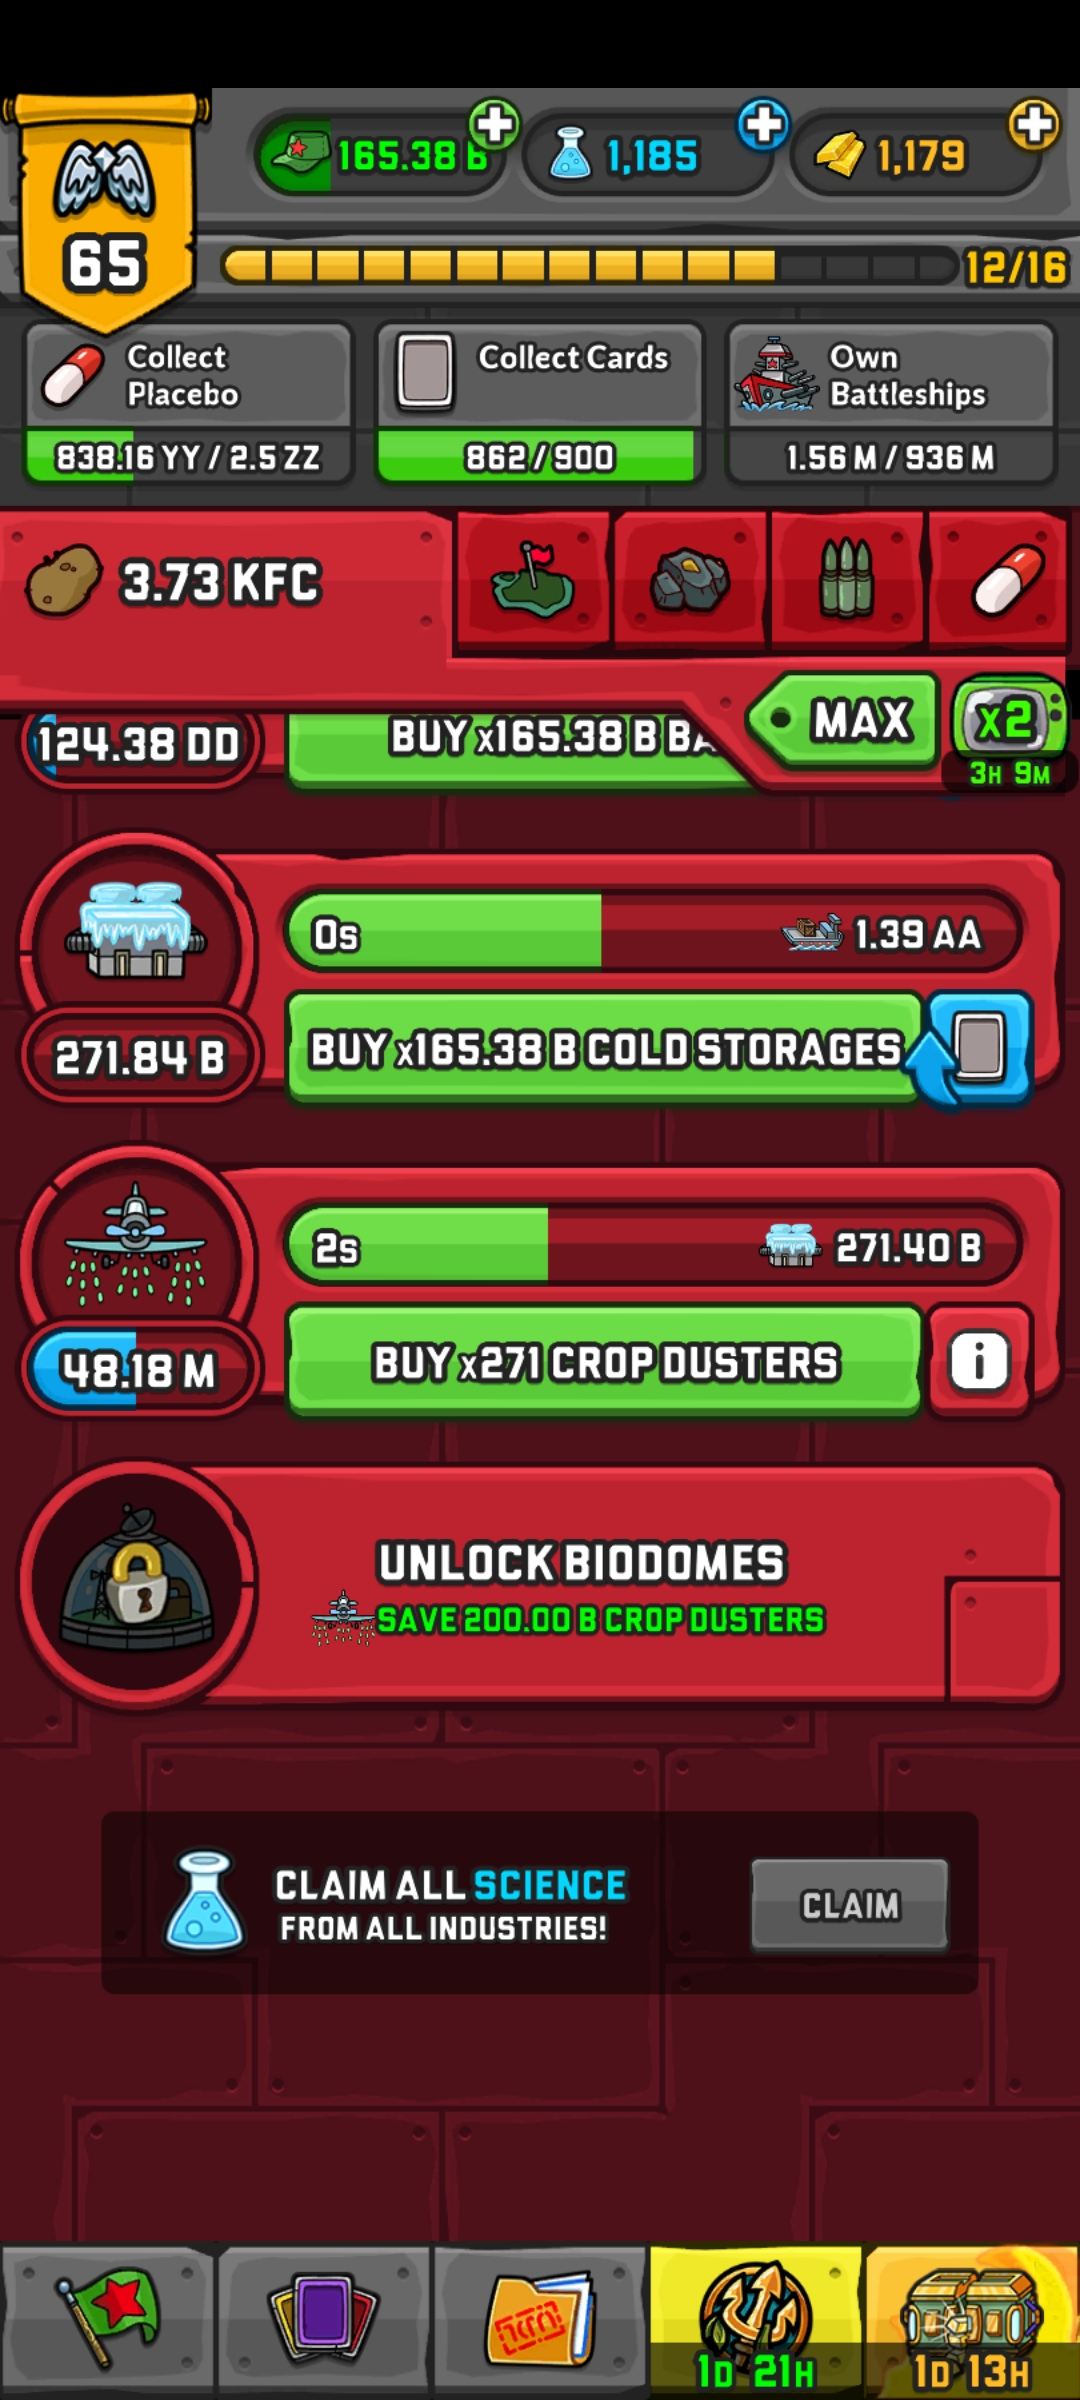 165.38 B
1,185
1,179
65
12/16
Collect
Placebo
838.16 YY / 2.5 ZZ
Collect Cards
862/900
Own
Battleships
1.56 M / 936 M
3.73 KFC
MAX
x2
3H 9M
124.38 DD
BUY x165.38 B BA
0s
1.39 AA
271.84 B
BUY x165.38 B COLD STORAGES
2s
271.40 B
48.18 M
BUY x271 CROP DUSTERS
i
UNLOCK BIODOMES
SAVE 200.00 B CROP DUSTERS
CLAIM ALL SCIENCE
FROM ALL INDUSTRIES!
CLAIM
1D 21H
1D 13H